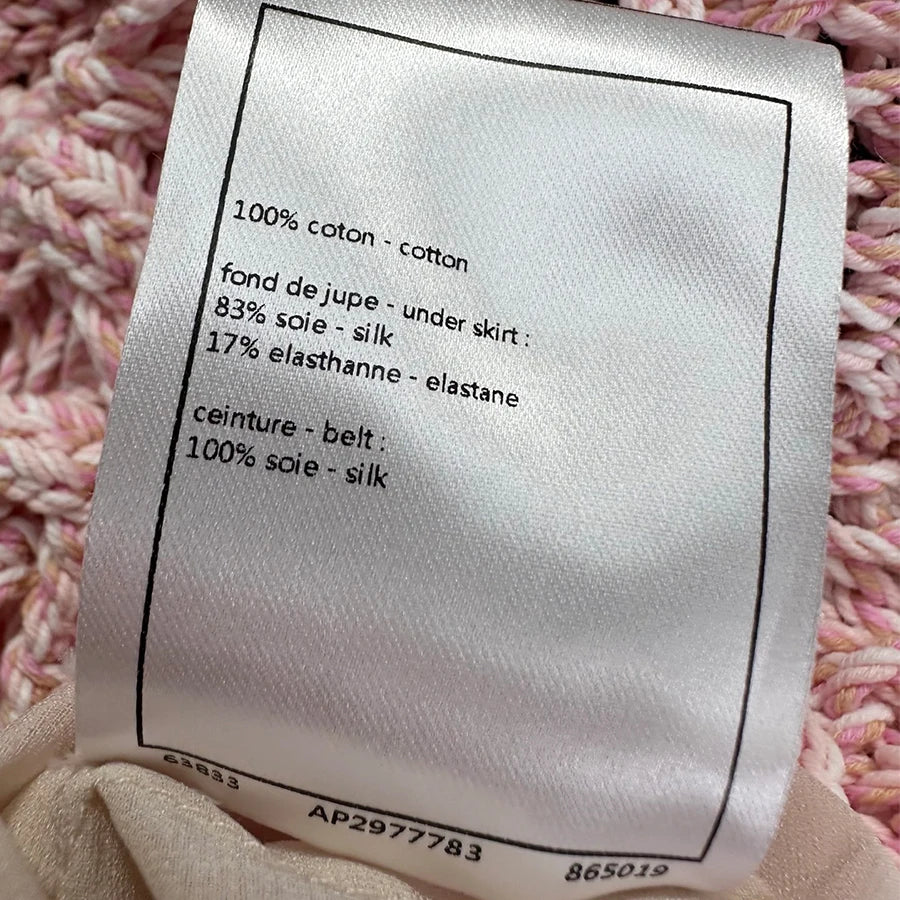 100% coton - cotton
fond de jupe - under skirt :
83% soie - silk
17% elasthanne - elastane
ceinture - belt :
100% soie - silk
63833
AP2977783
865019